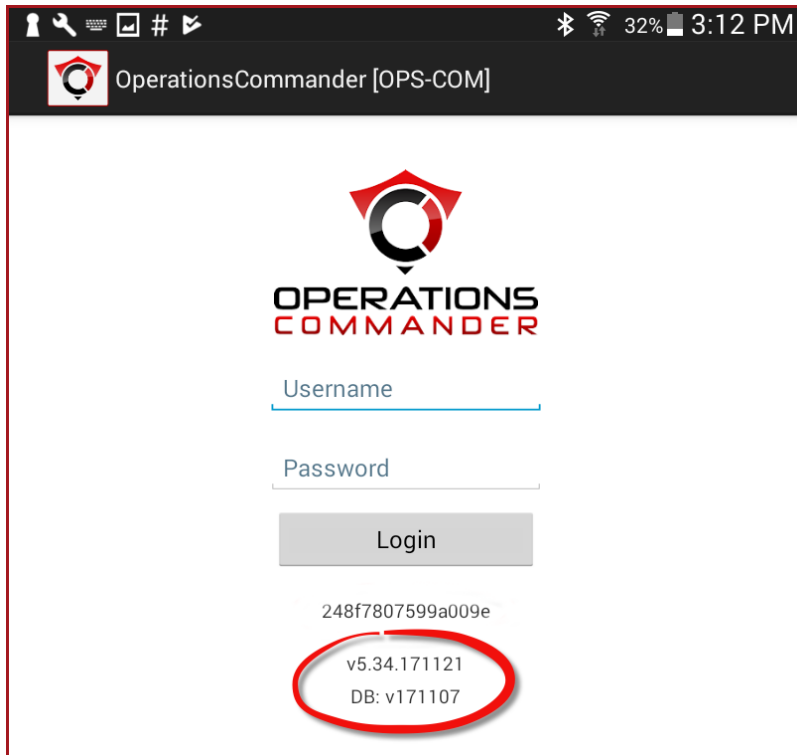 # 32% 3:12 PM
OperationsCommander [OPS-COM]
OPERATIONS
COMMANDER
Username
Password
Login
248f7807599a009e
v5.34.171121
DB: v171107